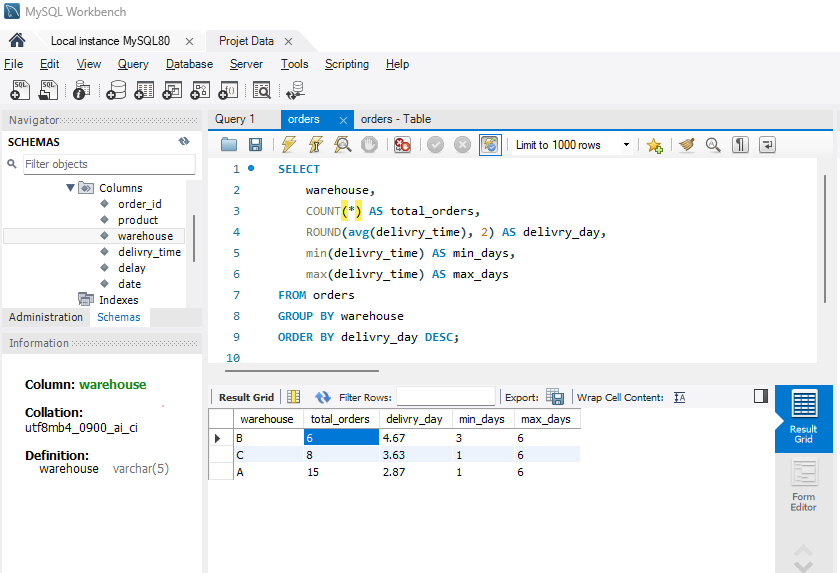 MySQL Workbench
Local instance MySQL80
Projet Data
File Edit View Query Database Server Tools Scripting Help
Navigator
SCHEMAS
Filter objects
Columns
order_id
product
warehouse
delivry_time
delay
date
Indexes
Administration Schemas
Information
Column: warehouse
Collation:
utf8mb4_0900_ai_ci
Definition:
warehouse varchar(5)
Query 1 orders orders - Table
Limit to 1000 rows
1 SELECT
2 warehouse,
3 COUNT(*) AS total_orders,
4 ROUND(avg(delivry_time), 2) AS delivry_day,
5 min(delivry_time) AS min_days,
6 max(delivry_time) AS max_days
7 FROM orders
8 GROUP BY warehouse
9 ORDER BY delivry_day DESC;
10
Result Grid Filter Rows: Export: Wrap Cell Content:
warehouse total_orders delivry_day min_days max_days
B 6 4.67 3 6
C 8 3.63 1 6
A 15 2.87 1 6
Result
Grid
Form
Editor